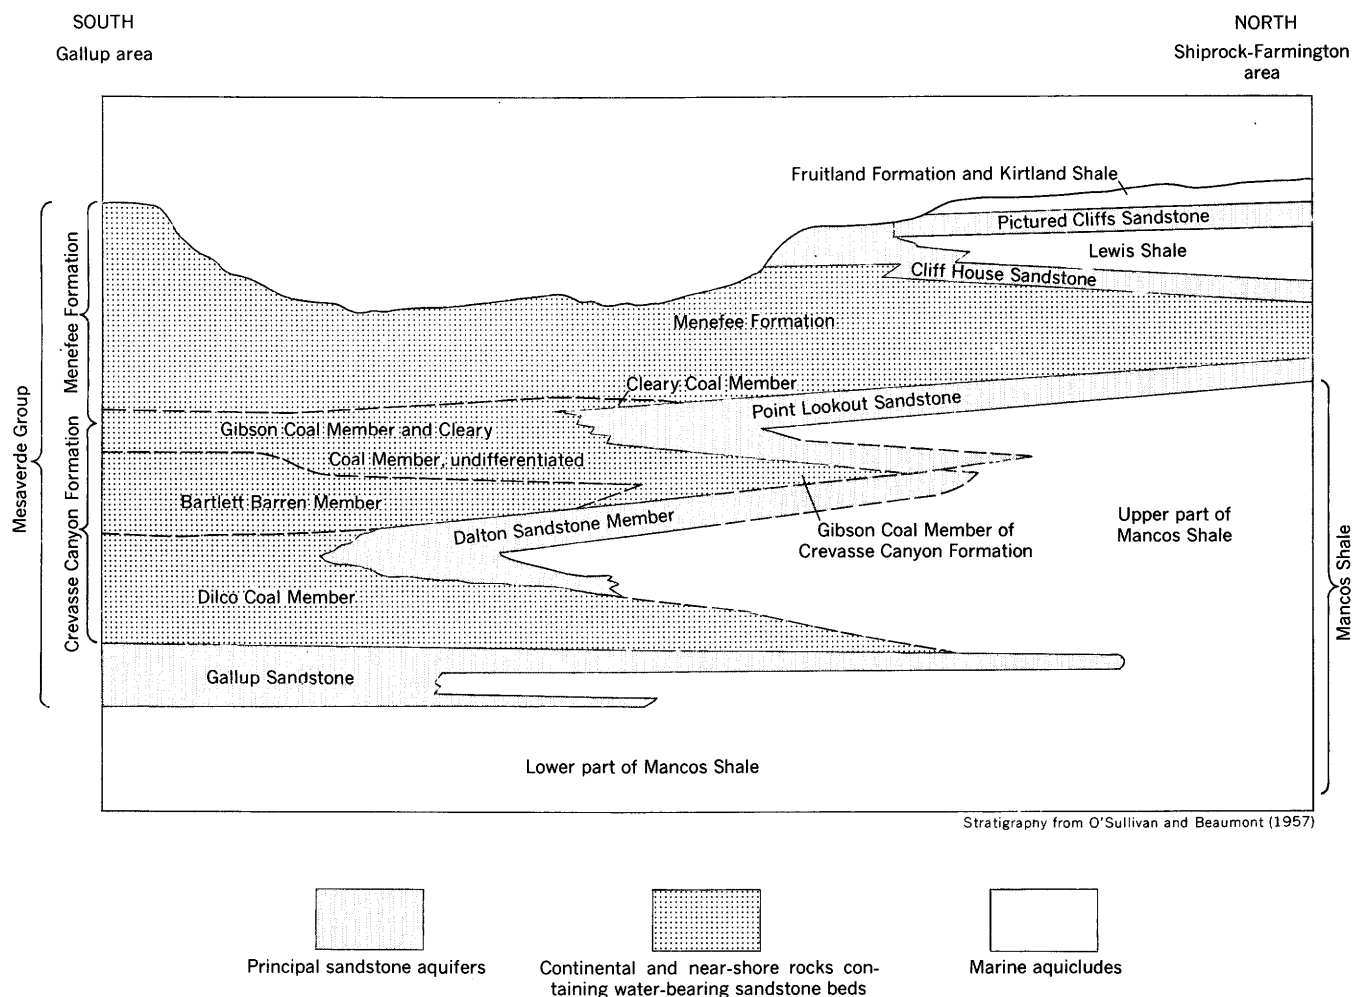 SOUTH
Gallup area
NORTH
Shiprock-Farmington
area
Fruitland Formation and Kirtland Shale
Pictured Cliffs Sandstone
Lewis Shale
Cliff House Sandstone
Menefee Formation
Cleary Coal Member
Point Lookout Sandstone
Gibson Coal Member and Cleary
Coal Member, undifferentiated
Bartlett Barren Member
Dalton Sandstone Member
Gibson Coal Member of
Crevasse Canyon Formation
Upper part of
Mancos Shale
Dilco Coal Member
Gallup Sandstone
Lower part of Mancos Shale
Mesaverde Group
Menefee Formation
Crevasse Canyon Formation
Mancos Shale
Stratigraphy from O'Sullivan and Beaumont (1957)
Principal sandstone aquifers
Continental and near-shore rocks con-
taining water-bearing sandstone beds
Marine aquicludes